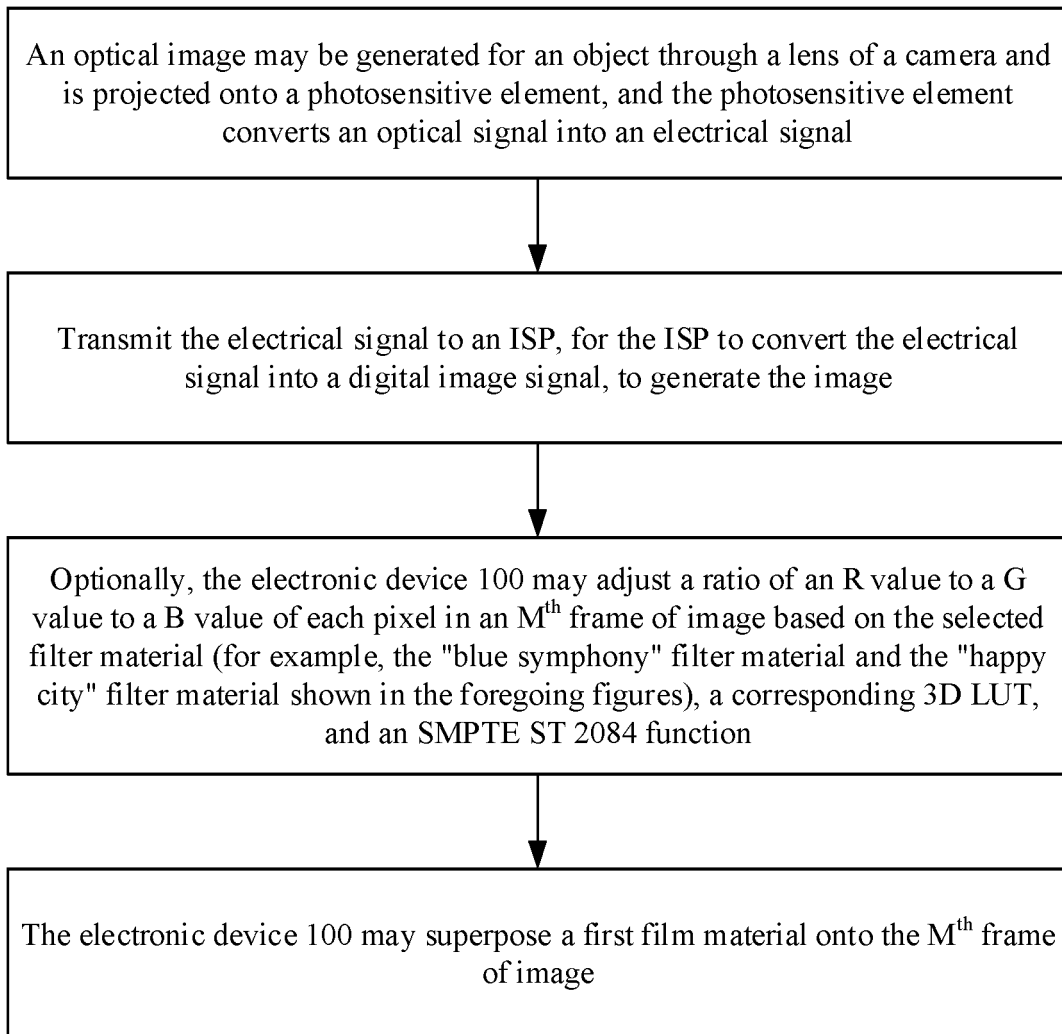 An optical image may be generated for an object through a lens of a camera and
is projected onto a photosensitive element, and the photosensitive element
converts an optical signal into an electrical signal
Transmit the electrical signal to an ISP, for the ISP to convert the electrical
signal into a digital image signal, to generate the image
Optionally, the electronic device 100 may adjust a ratio of an R value to a G
value to a B value of each pixel in an Mth frame of image based on the selected
filter material (for example, the "blue symphony" filter material and the "happy
city" filter material shown in the foregoing figures), a corresponding 3D LUT,
and an SMPTE ST 2084 function
The electronic device 100 may superpose a first film material onto the Mth frame
of image